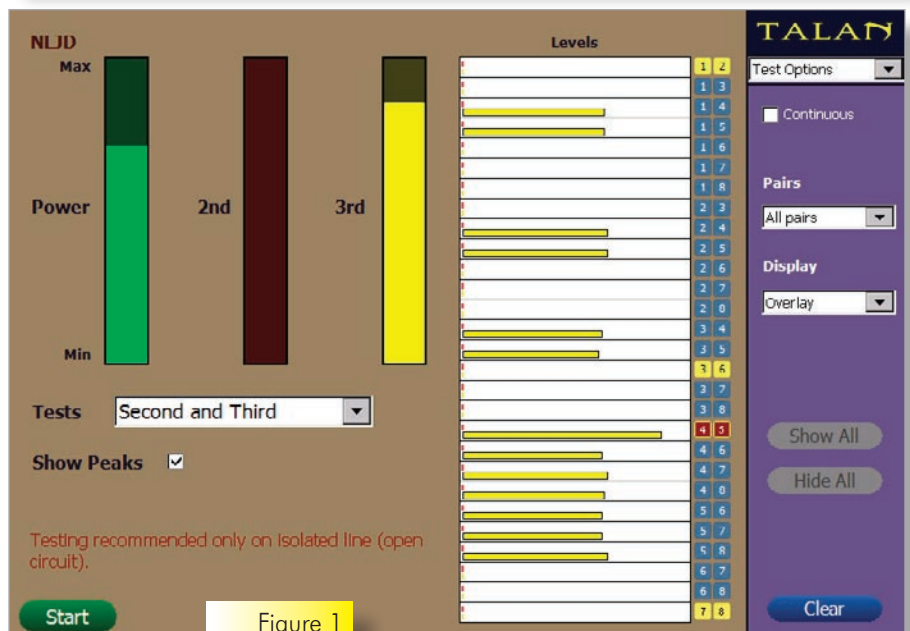 NLJD
Max
Power
Min
2nd
3rd
Tests Second and Third
Show Peaks
Testing recommended only on isolated line (open
circuit).
Start
Figure 1
Levels
1 2
1 3
1 4
1 5
1 6
1 7
1 8
2 3
2 4
2 5
2 6
2 7
2 8
3 4
3 5
3 6
3 7
3 8
4 5
4 6
4 7
4 8
5 6
5 7
5 8
6 7
6 8
7 8
TALAN
Test Options
Continuous
Pairs
All pairs
Display
Overlay
Show All
Hide All
Clear